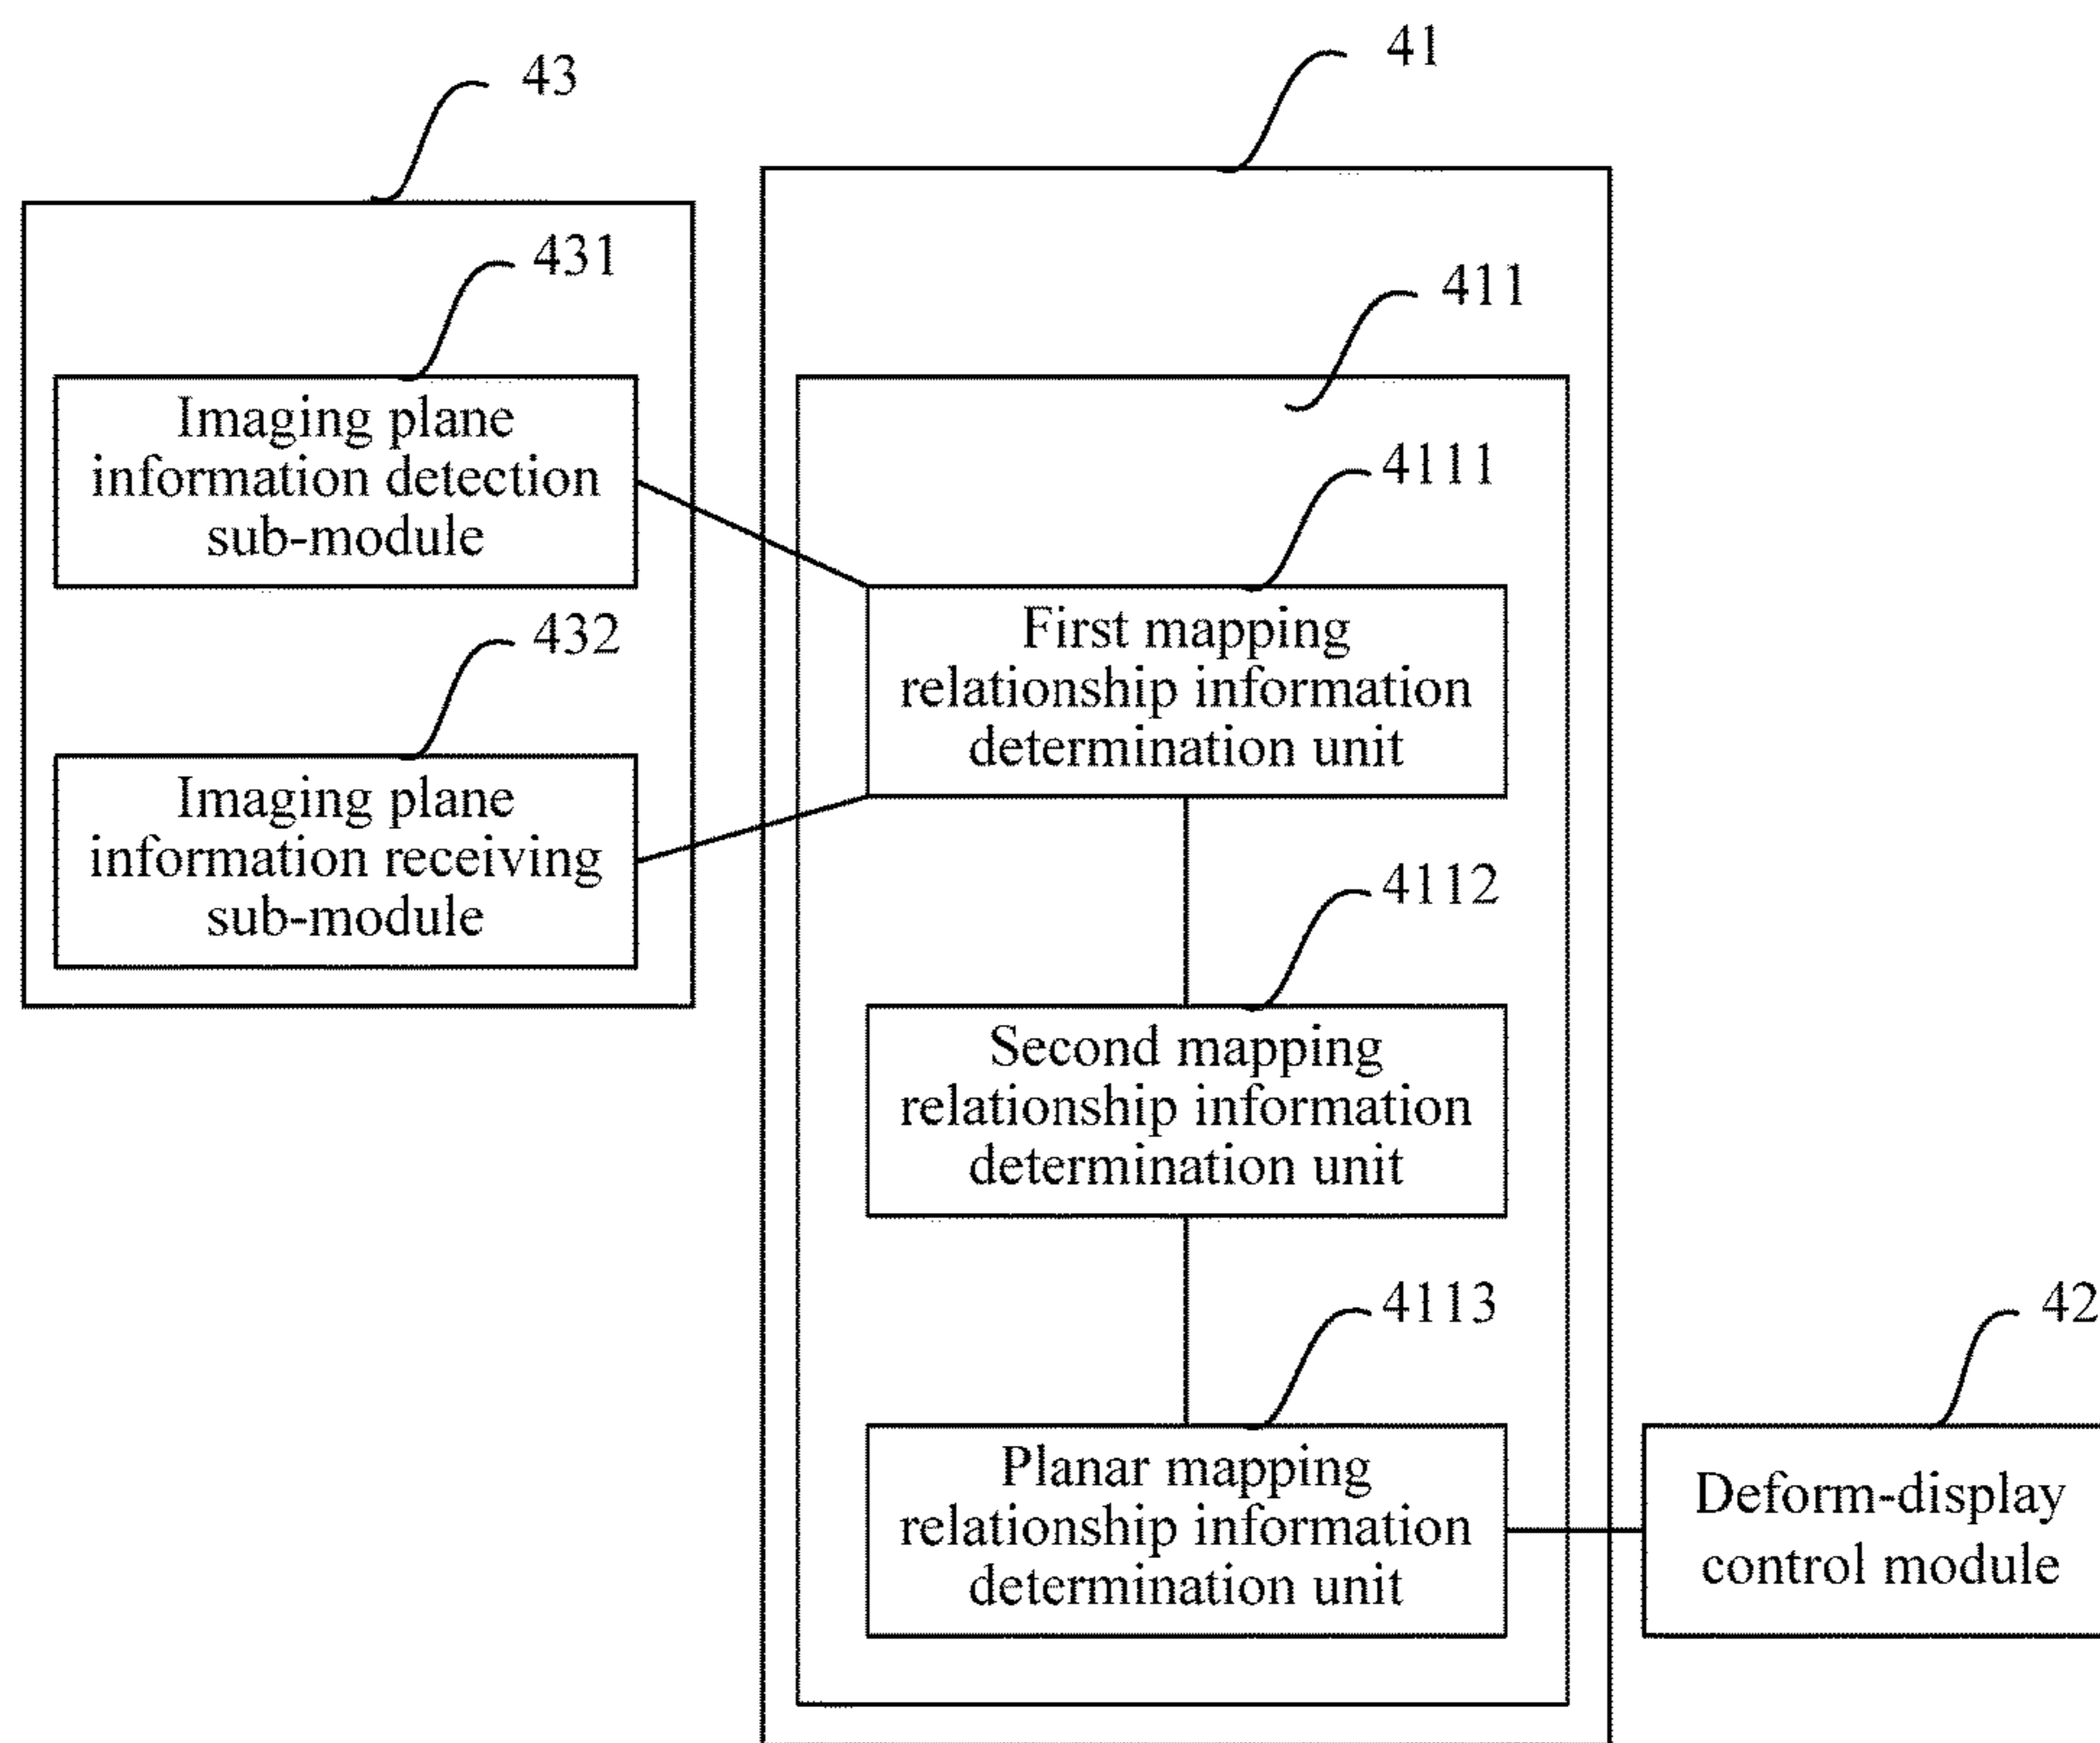 43
41
431
411
Imaging plane
information detection
sub-module
4111
432
First mapping
relationship information
determination unit
Imaging plane
information receiving
sub-module
4112
Second mapping
relationship information
determination unit
4113
42
Planar mapping
relationship information
determination unit
Deform-display
control module